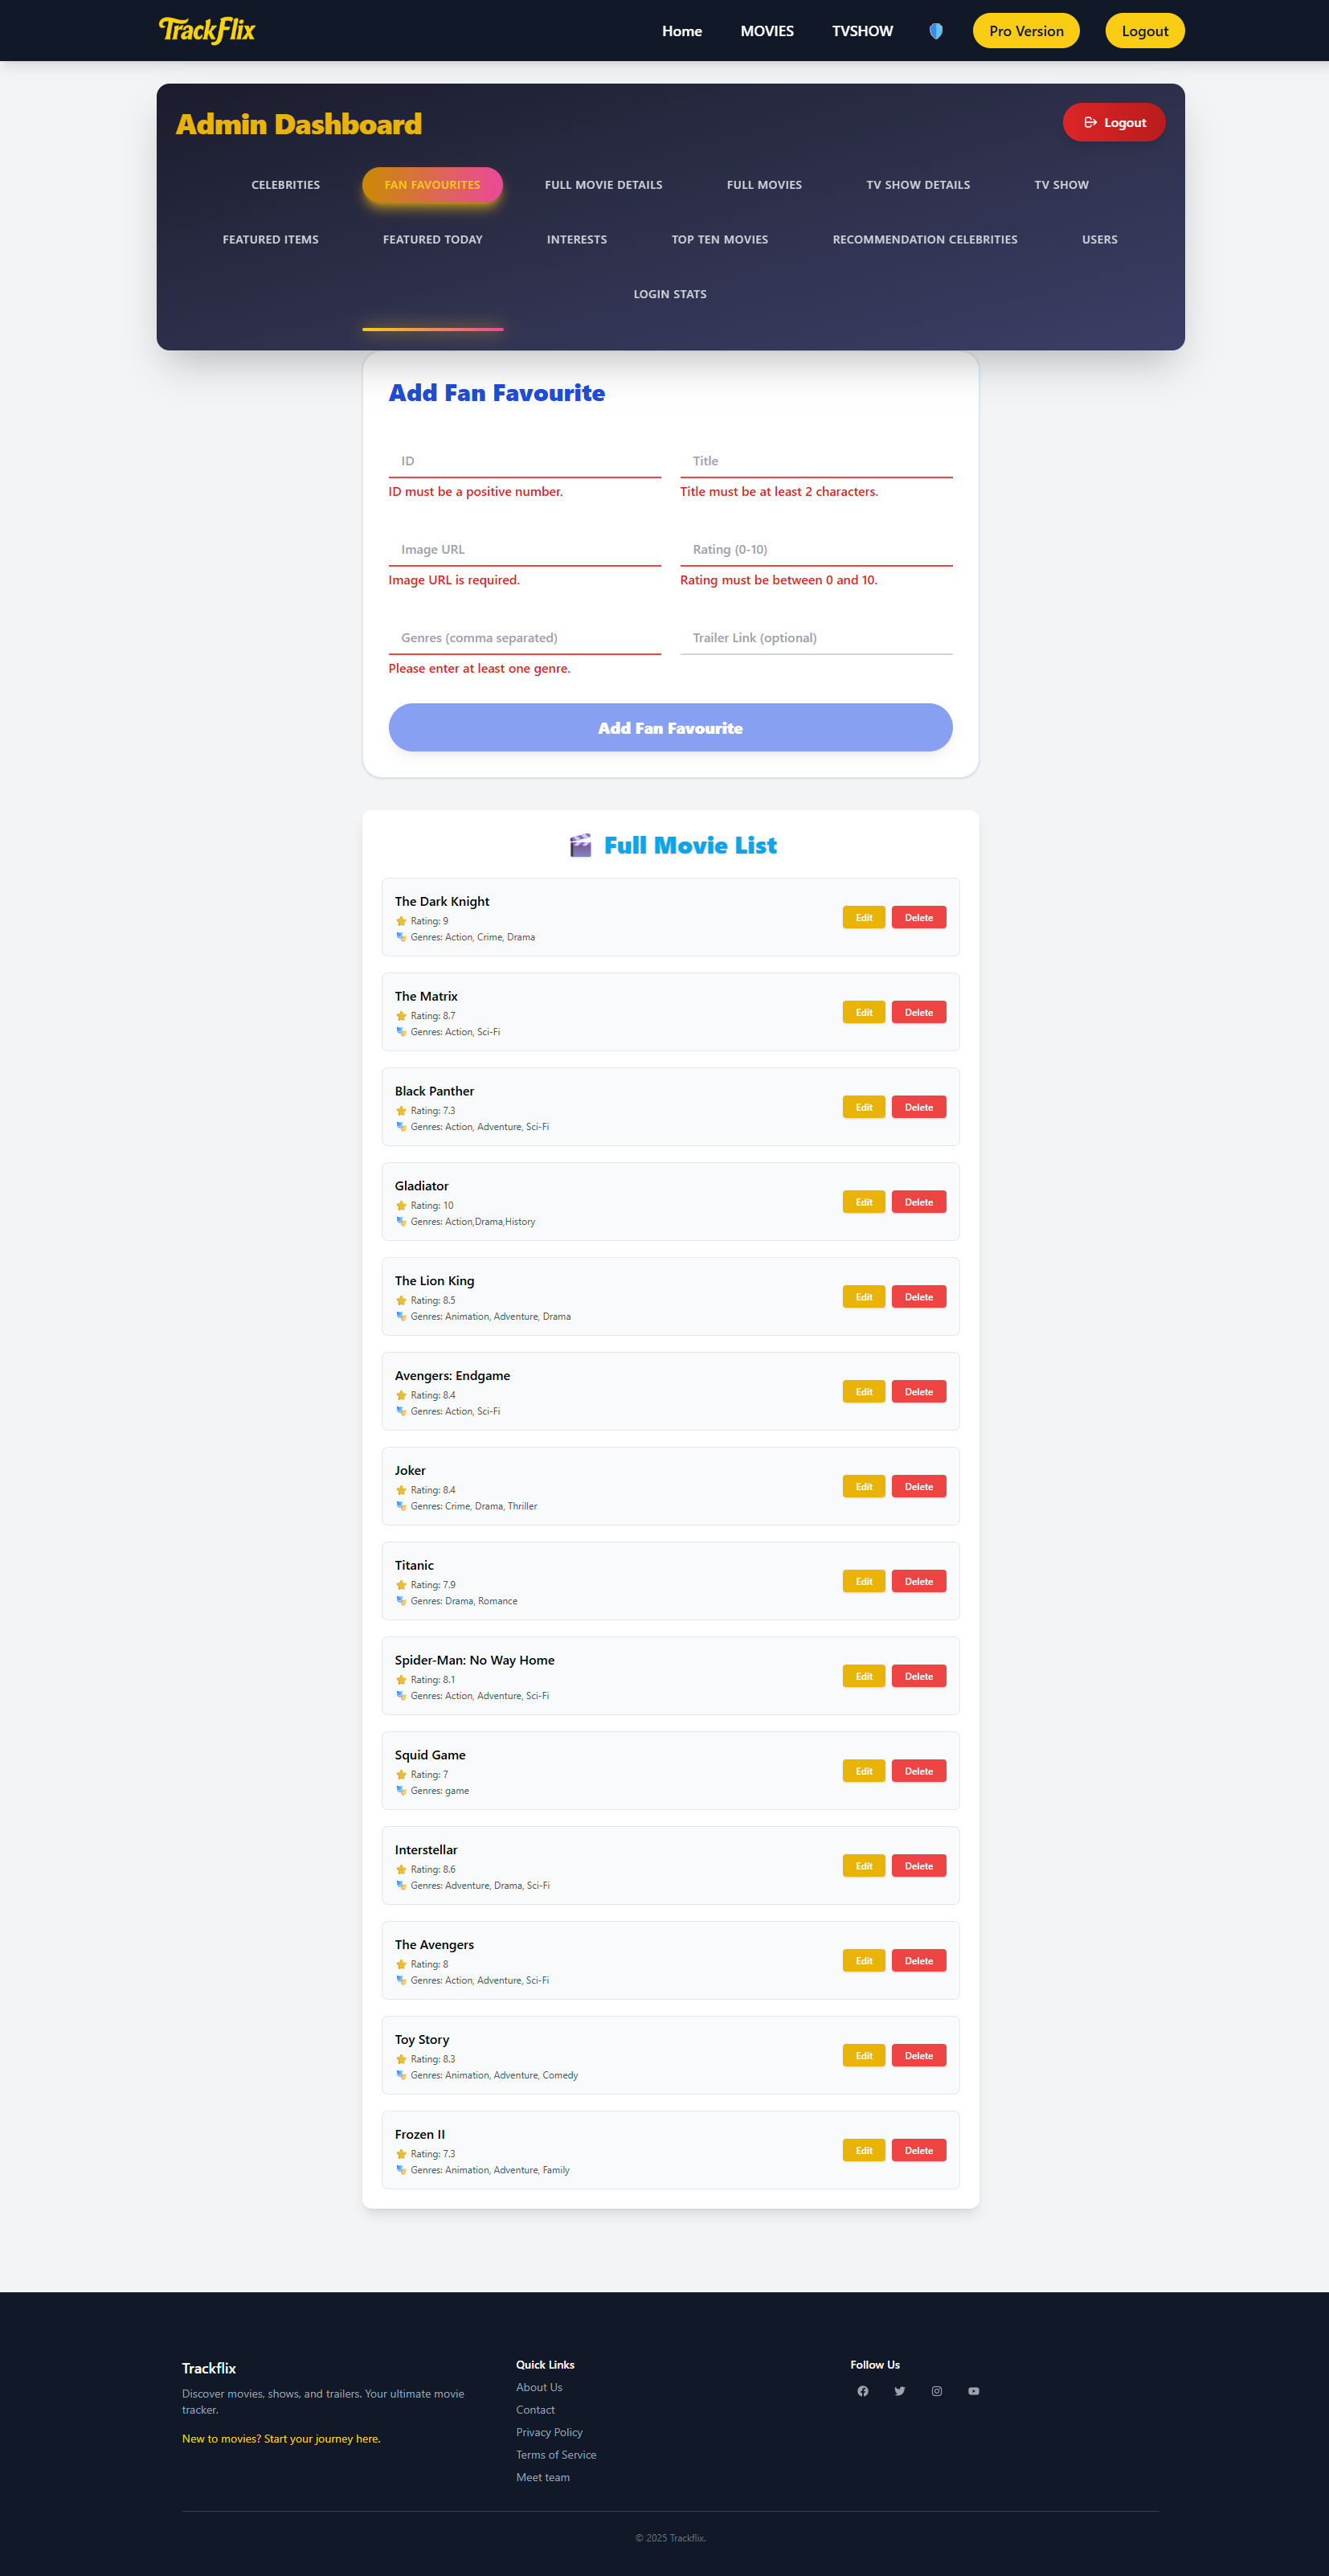 TrackFlix
Home MOVIES TVSHOW Pro Version Logout
Admin Dashboard
Logout
CELEBRITIES FAN FAVOURITES FULL MOVIE DETAILS FULL MOVIES TV SHOW DETAILS TV SHOW
FEATURED ITEMS FEATURED TODAY INTERESTS TOP TEN MOVIES RECOMMENDATION CELEBRITIES USERS
LOGIN STATS
Add Fan Favourite
ID Title
ID must be a positive number. Title must be at least 2 characters.
Image URL Rating (0-10)
Image URL is required. Rating must be between 0 and 10.
Genres (comma separated) Trailer Link (optional)
Please enter at least one genre.
Add Fan Favourite
Full Movie List
The Dark Knight
Rating: 9
Genres: Action, Crime, Drama
Edit Delete
The Matrix
Rating: 8.7
Genres: Action, Sci-Fi
Edit Delete
Black Panther
Rating: 7.3
Genres: Action, Adventure, Sci-Fi
Edit Delete
Gladiator
Rating: 10
Genres: Action,Drama,History
Edit Delete
The Lion King
Rating: 8.5
Genres: Animation, Adventure, Drama
Edit Delete
Avengers: Endgame
Rating: 8.4
Genres: Action, Sci-Fi
Edit Delete
Joker
Rating: 8.4
Genres: Crime, Drama, Thriller
Edit Delete
Titanic
Rating: 7.9
Genres: Drama, Romance
Edit Delete
Spider-Man: No Way Home
Rating: 8.1
Genres: Action, Adventure, Sci-Fi
Edit Delete
Squid Game
Rating: 7
Genres: game
Edit Delete
Interstellar
Rating: 8.6
Genres: Adventure, Drama, Sci-Fi
Edit Delete
The Avengers
Rating: 8
Genres: Action, Adventure, Sci-Fi
Edit Delete
Toy Story
Rating: 8.3
Genres: Animation, Adventure, Comedy
Edit Delete
Frozen II
Rating: 7.3
Genres: Animation, Adventure, Family
Edit Delete
Trackflix
Discover movies, shows, and trailers. Your ultimate movie
tracker.
New to movies? Start your journey here.
Quick Links
About Us
Contact
Privacy Policy
Terms of Service
Meet team
Follow Us
© 2025 Trackflix.